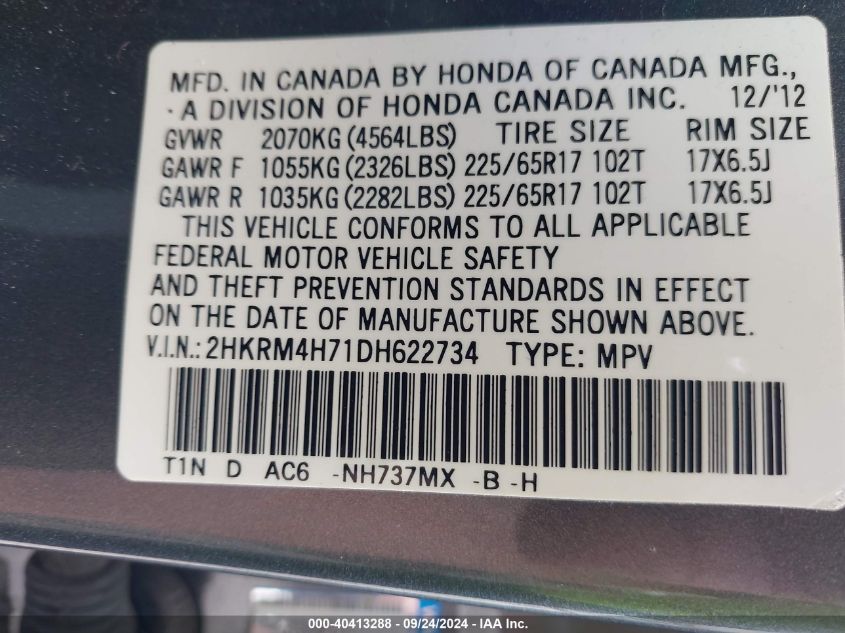 MFD. IN CANADA BY HONDA OF CANADA MFG.,
- A DIVISION OF HONDA CANADA INC. 12/'12
GVWR 2070KG (4564LBS) TIRE SIZE RIM SIZE
GAWR F 1055KG (2326LBS) 225/65R17 102T 17X6.5J
GAWR R 1035KG (2282LBS) 225/65R17 102T 17X6.5J
THIS VEHICLE CONFORMS TO ALL APPLICABLE
FEDERAL MOTOR VEHICLE SAFETY
AND THEFT PREVENTION STANDARDS IN EFFECT
ON THE DATE OF MANUFACTURE SHOWN ABOVE.
V.I.N.: 2HKRM4H71DH622734 TYPE: MPV
T1N D AC6 -NH737MX -B -H
000-40413288 - 09/24/2024 - IAA Inc.